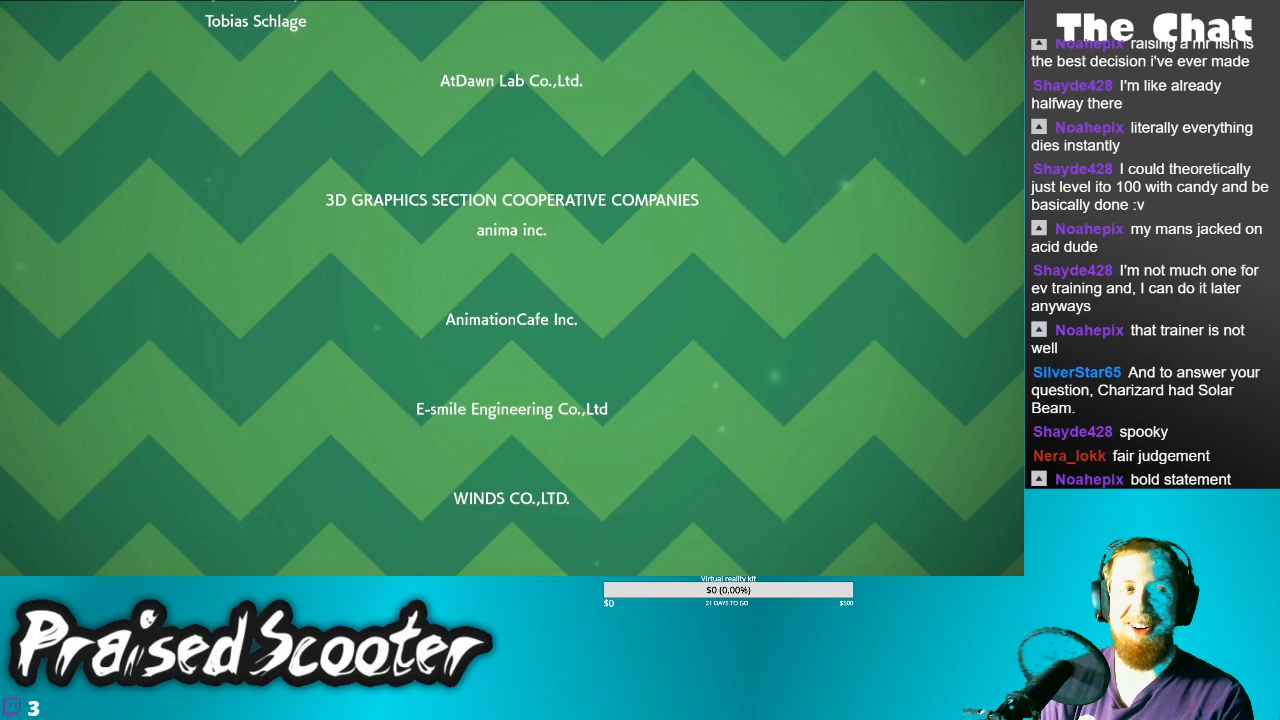 Tobias Schlage
AtDawn Lab Co.,Ltd.
3D GRAPHICS SECTION COOPERATIVE COMPANIES
anima inc.
AnimationCafe Inc.
E-smile Engineering Co.,Ltd
WINDS CO.,LTD.
The Chat
Noahepix raising a mr fish is
the best decision i've ever made
Shayde428 I'm like already
halfway there
Noahepix literally everything
dies instantly
Shayde428 I could theoretically
just level ito 100 with candy and be
basically done :v
Noahepix my mans jacked on
acid dude
Shayde428 I'm not much one for
ev training and, I can do it later
anyways
Noahepix that trainer is not
well
SilverStar65 And to answer your
question, Charizard had Solar
Beam.
Shayde428 spooky
Nera_lokk fair judgement
Noahepix bold statement
Virtual reality kit
$0 (0.00%)
$0 21 DAYS TO GO $500
PraisedScooter
3